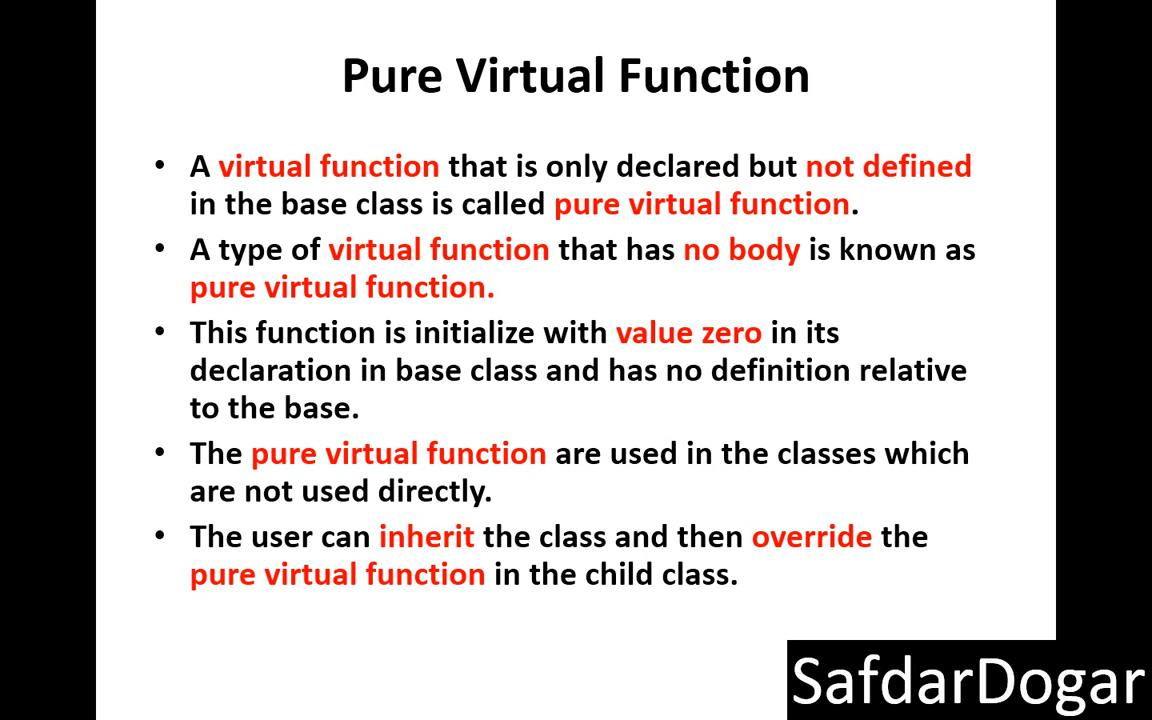 Pure Virtual Function
• A virtual function that is only declared but not defined
in the base class is called pure virtual function.
• A type of virtual function that has no body is known as
pure virtual function.
• This function is initialize with value zero in its
declaration in base class and has no definition relative
to the base.
• The pure virtual function are used in the classes which
are not used directly.
• The user can inherit the class and then override the
pure virtual function in the child class.
SafdarDogar